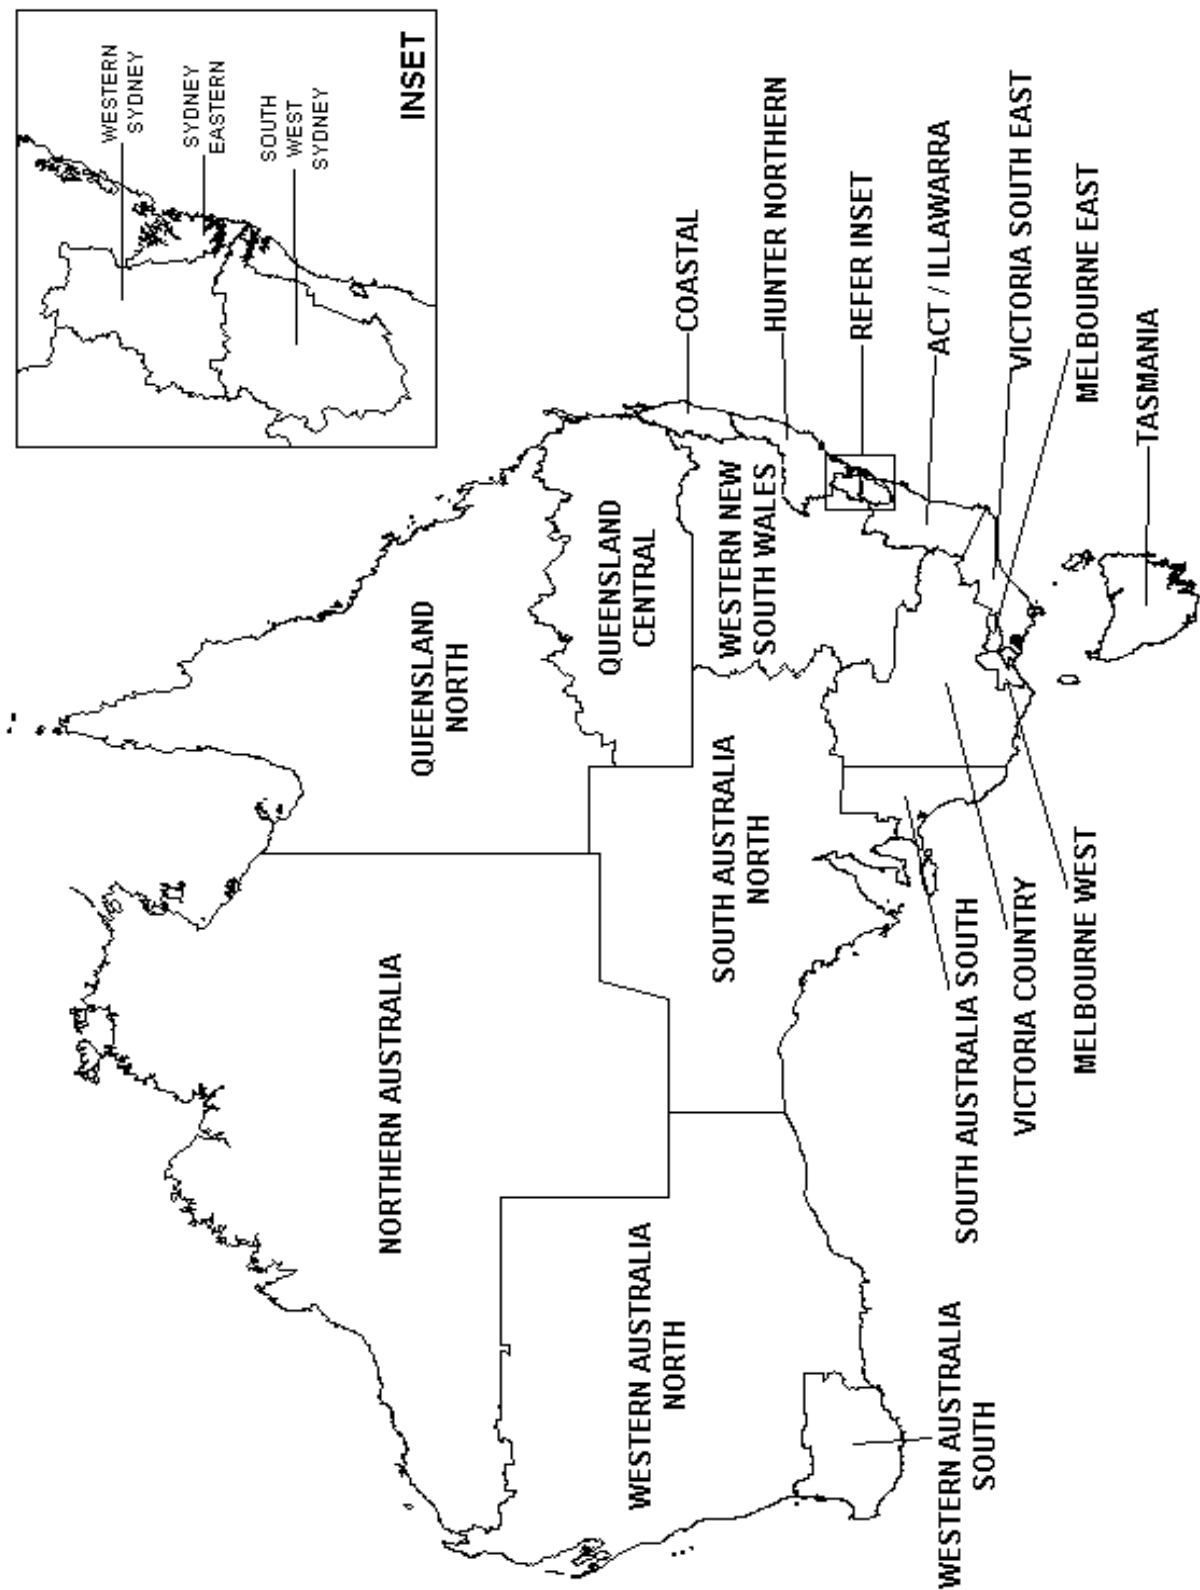 WESTERN
SYDNEY
SYDNEY
EASTERN
SOUTH
WEST
SYDNEY
INSET
NORTHERN AUSTRALIA
QUEENSLAND
NORTH
QUEENSLAND
CENTRAL
WESTERN AUSTRALIA
NORTH
SOUTH AUSTRALIA
NORTH
WESTERN NEW
SOUTH WALES
COASTAL
HUNTER NORTHERN
REFER INSET
ACT / ILLAWARRA
VICTORIA SOUTH EAST
MELBOURNE EAST
TASMANIA
WESTERN AUSTRALIA
SOUTH
SOUTH AUSTRALIA SOUTH
VICTORIA COUNTRY
MELBOURNE WEST